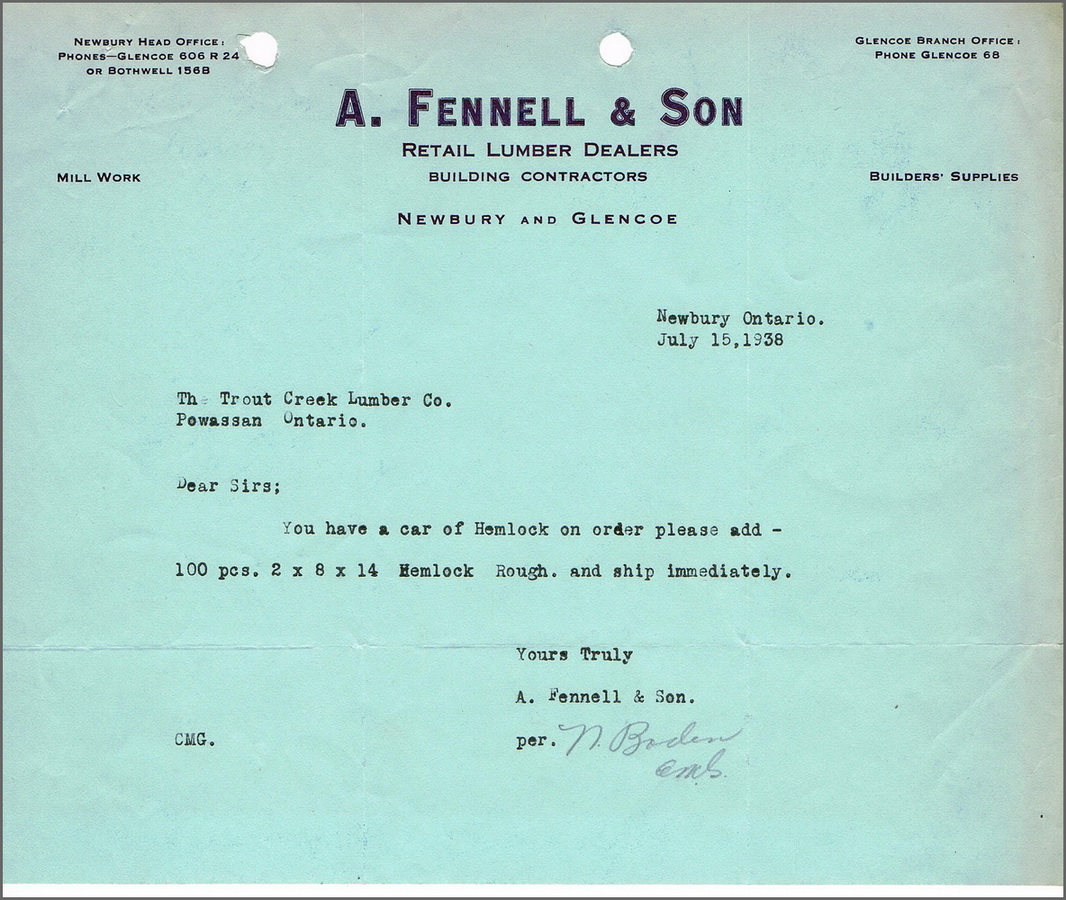 NEWBURY HEAD OFFICE:
PHONES—GLENCOE 606 R 24
OR BOTHWELL 156B
GLENCOE BRANCH OFFICE:
PHONE GLENCOE 68
A. FENNELL & SON
RETAIL LUMBER DEALERS
MILL WORK
BUILDING CONTRACTORS
BUILDERS' SUPPLIES
NEWBURY AND GLENCOE
Newbury Ontario.
July 15,1938
The Trout Creek Lumber Co.
Powassan Ontario.
Dear Sirs;
You have a car of Hemlock on order please add -
100 pcs. 2 x 8 x 14 Hemlock Rough. and ship immediately.
Yours Truly
A. Fennell & Son.
CMG.
per. N. Boden
CMG.